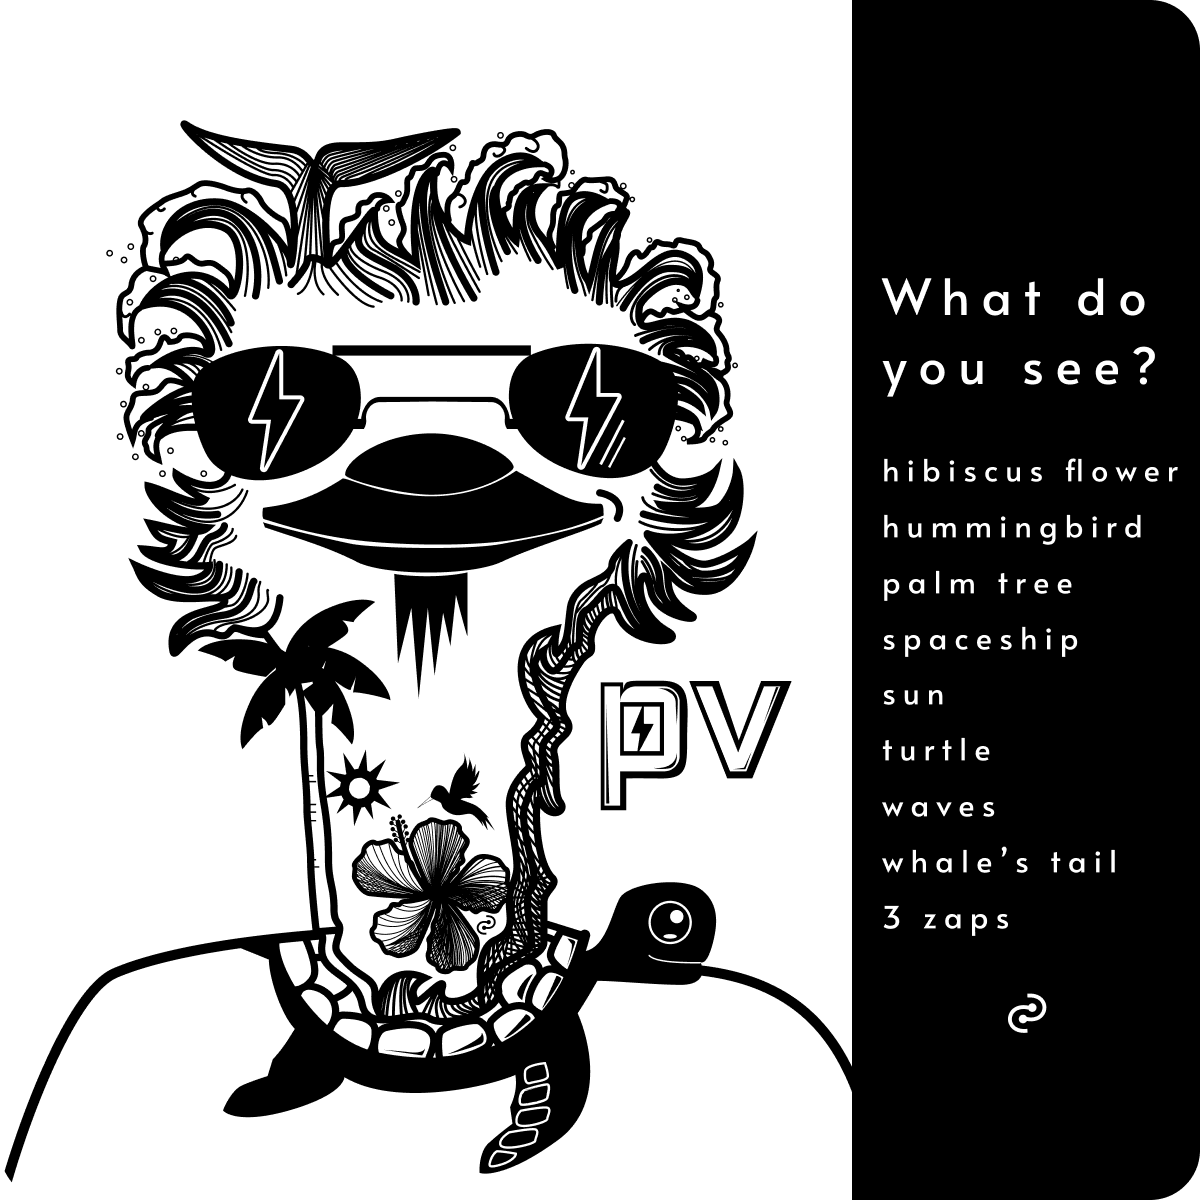 What do
you see?
hibiscus flower
hummingbird
palm tree
spaceship
sun
turtle
waves
whale’s tail
3 zaps
pv